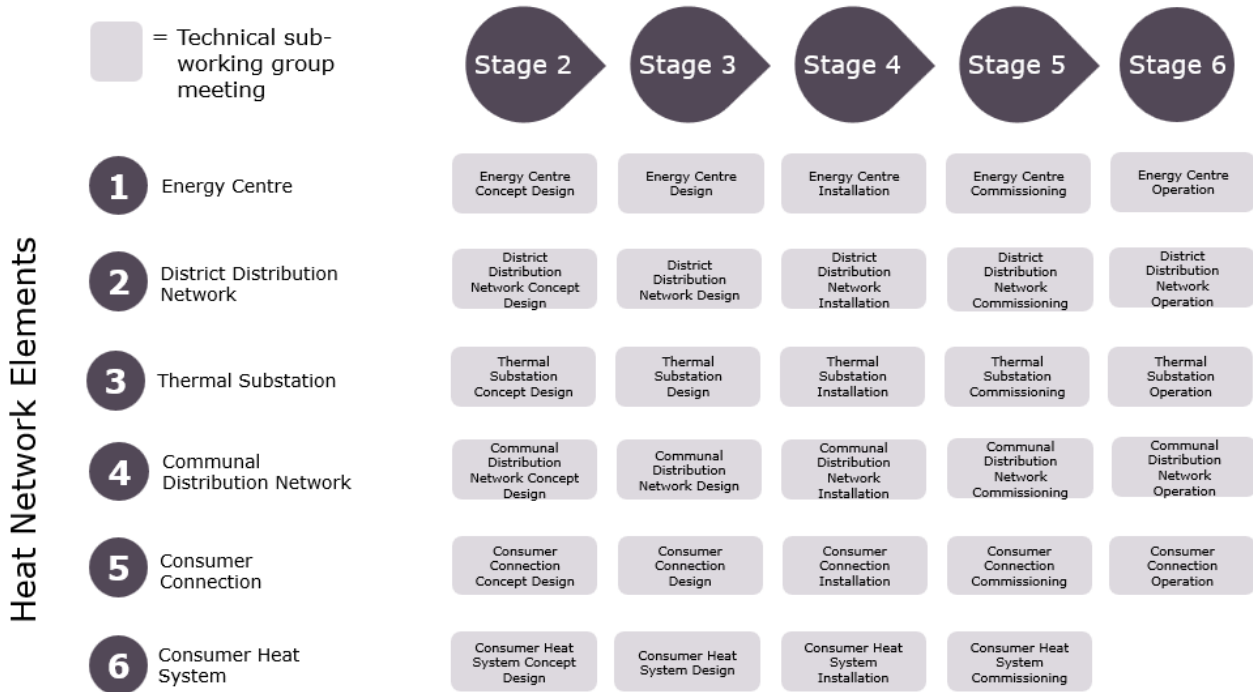 = Technical sub-
working group
meeting
Stage 2
Stage 3
Stage 4
Stage 5
Stage 6
Heat Network Elements
1
Energy Centre
Energy Centre
Concept Design
Energy Centre
Design
Energy Centre
Installation
Energy Centre
Commissioning
Energy Centre
Operation
2
District Distribution
Network
District
Distribution
Network Concept
Design
District
Distribution
Network Design
District
Distribution
Network
Installation
District
Distribution
Network
Commissioning
District
Distribution
Network
Operation
3
Thermal Substation
Thermal
Substation
Concept Design
Thermal
Substation
Design
Thermal
Substation
Installation
Thermal
Substation
Commissioning
Thermal
Substation
Operation
4
Communal
Distribution Network
Communal
Distribution
Network Concept
Design
Communal
Distribution
Network Design
Communal
Distribution
Network
Installation
Communal
Distribution
Network
Commissioning
Communal
Distribution
Network
Operation
5
Consumer
Connection
Consumer
Connection
Concept Design
Consumer
Connection
Design
Consumer
Connection
Installation
Consumer
Connection
Commissioning
Consumer
Connection
Operation
6
Consumer Heat
System
Consumer Heat
System Concept
Design
Consumer Heat
System Design
Consumer Heat
System
Installation
Consumer Heat
System
Commissioning